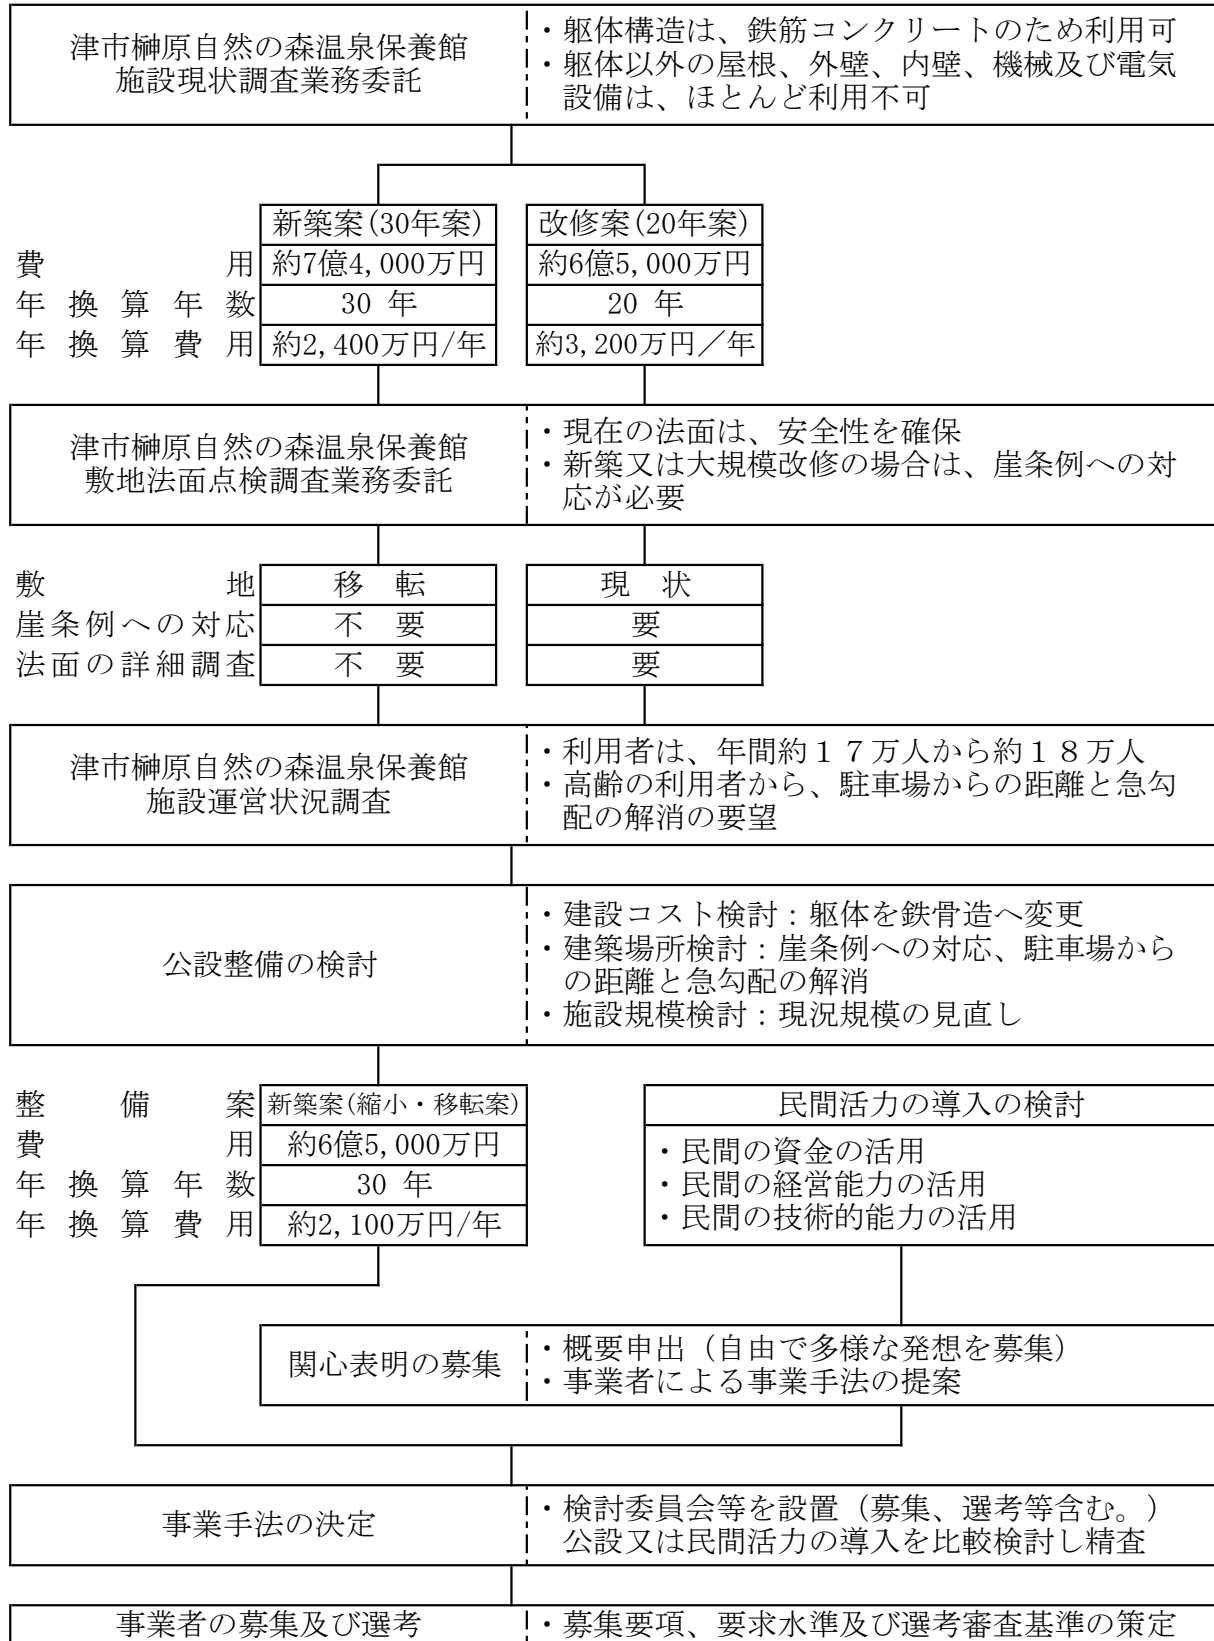 津市榊原自然の森温泉保養館
施設現状調査業務委託
・躯体構造は、鉄筋コンクリートのため利用可
・躯体以外の屋根、外壁、内壁、機械及び電気
設備は、ほとんど利用不可
新築案(30年案)
改修案(20年案)
費用
約7億4,000万円
約6億5,000万円
年換算年数
30 年
20 年
年換算費用
約2,400万円/年
約3,200万円／年
津市榊原自然の森温泉保養館
敷地法面点検調査業務委託
・現在の法面は、安全性を確保
・新築又は大規模改修の場合は、崖条例への対
応が必要
敷地
移 転
現 状
崖条例への対応
不 要
要
法面の詳細調査
不 要
要
津市榊原自然の森温泉保養館
施設運営状況調査
・利用者は、年間約１７万人から約１８万人
・高齢の利用者から、駐車場からの距離と急勾
配の解消の要望
公設整備の検討
・建設コスト検討：躯体を鉄骨造へ変更
・建築場所検討：崖条例への対応、駐車場から
の距離と急勾配の解消
・施設規模検討：現況規模の見直し
整備案
新築案(縮小・移転案)
費用
約6億5,000万円
年換算年数
30 年
年換算費用
約2,100万円/年
民間活力の導入の検討
・民間の資金の活用
・民間の経営能力の活用
・民間の技術的能力の活用
関心表明の募集
・概要申出（自由で多様な発想を募集）
・事業者による事業手法の提案
事業手法の決定
・検討委員会等を設置（募集、選考等含む。）
公設又は民間活力の導入を比較検討し精査
事業者の募集及び選考
・募集要項、要求水準及び選考審査基準の策定